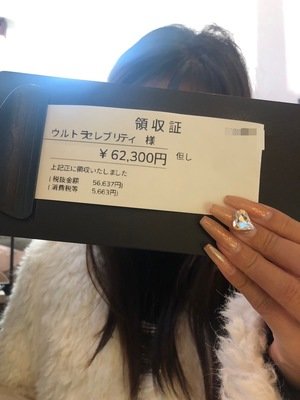 領収証
ウルトラセレブリティ 様
￥62,300円 但し
上記正に領収いたしました
(税抜金額 56,637円)
(消費税等 5,663円)